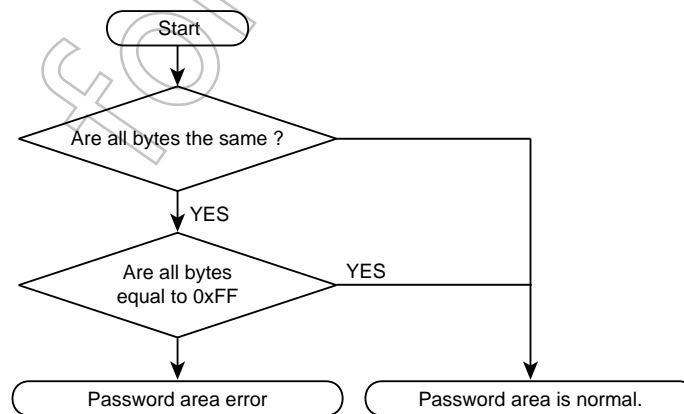 Start
Are all bytes the same ?
YES
Are all bytes
equal to 0xFF
YES
Password area error
Password area is normal.